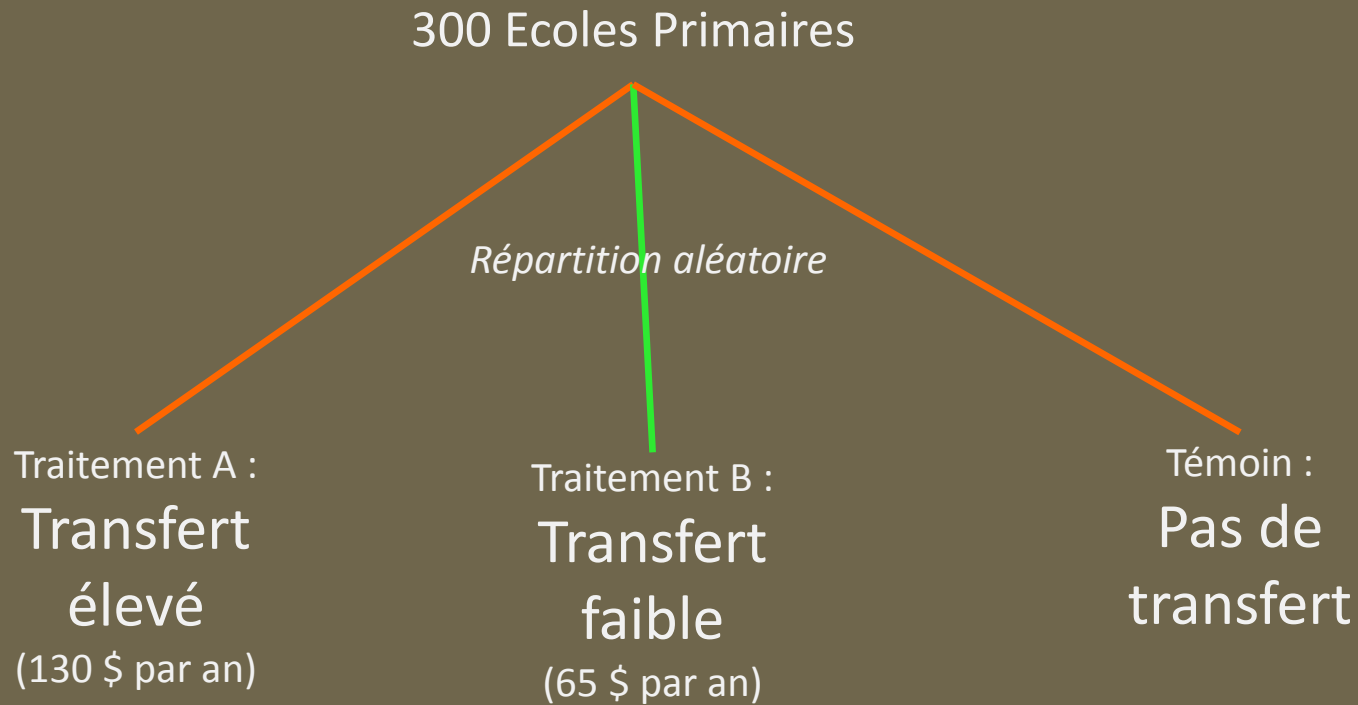 300 Ecoles Primaires
Répartition aléatoire
Traitement A :
Transfert
élevé
(130 $ par an)
Traitement B :
Transfert
faible
(65 $ par an)
Témoin :
Pas de
transfert